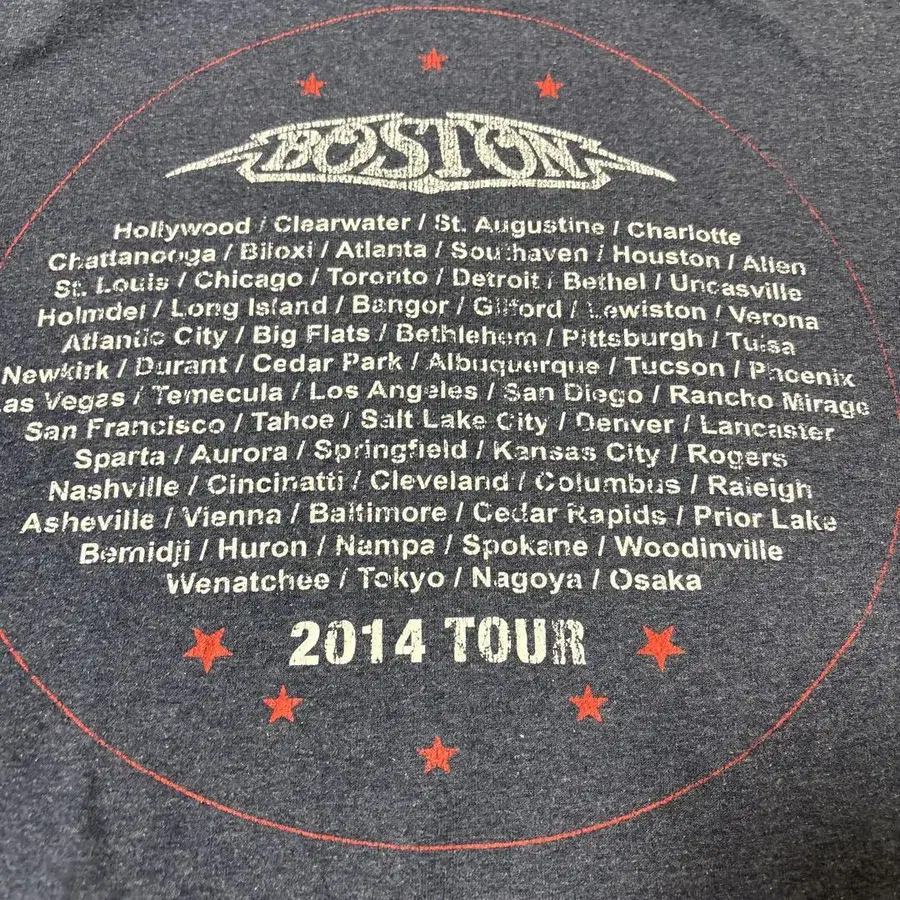 BOSTON
Hollywood / Clearwater / St. Augustine / Charlotte
Chattanooga / Biloxi / Atlanta / Southaven / Houston / Allen
St. Louis / Chicago / Toronto / Detroit / Bethel / Uncasville
Holmdel / Long Island / Bangor / Gilford / Lewiston / Verona
Atlantic City / Big Flats / Bethlehem / Pittsburgh / Tulsa
Newkirk / Durant / Cedar Park / Albuquerque / Tucson / Phoenix
Las Vegas / Temecula / Los Angeles / San Diego / Rancho Mirage
San Francisco / Tahoe / Salt Lake City / Denver / Lancaster
Sparta / Aurora / Springfield / Kansas City / Rogers
Nashville / Cincinatti / Cleveland / Columbus / Raleigh
Asheville / Vienna / Baltimore / Cedar Rapids / Prior Lake
Bemidji / Huron / Nampa / Spokane / Woodinville
Wenatchee / Tokyo / Nagoya / Osaka
2014 TOUR